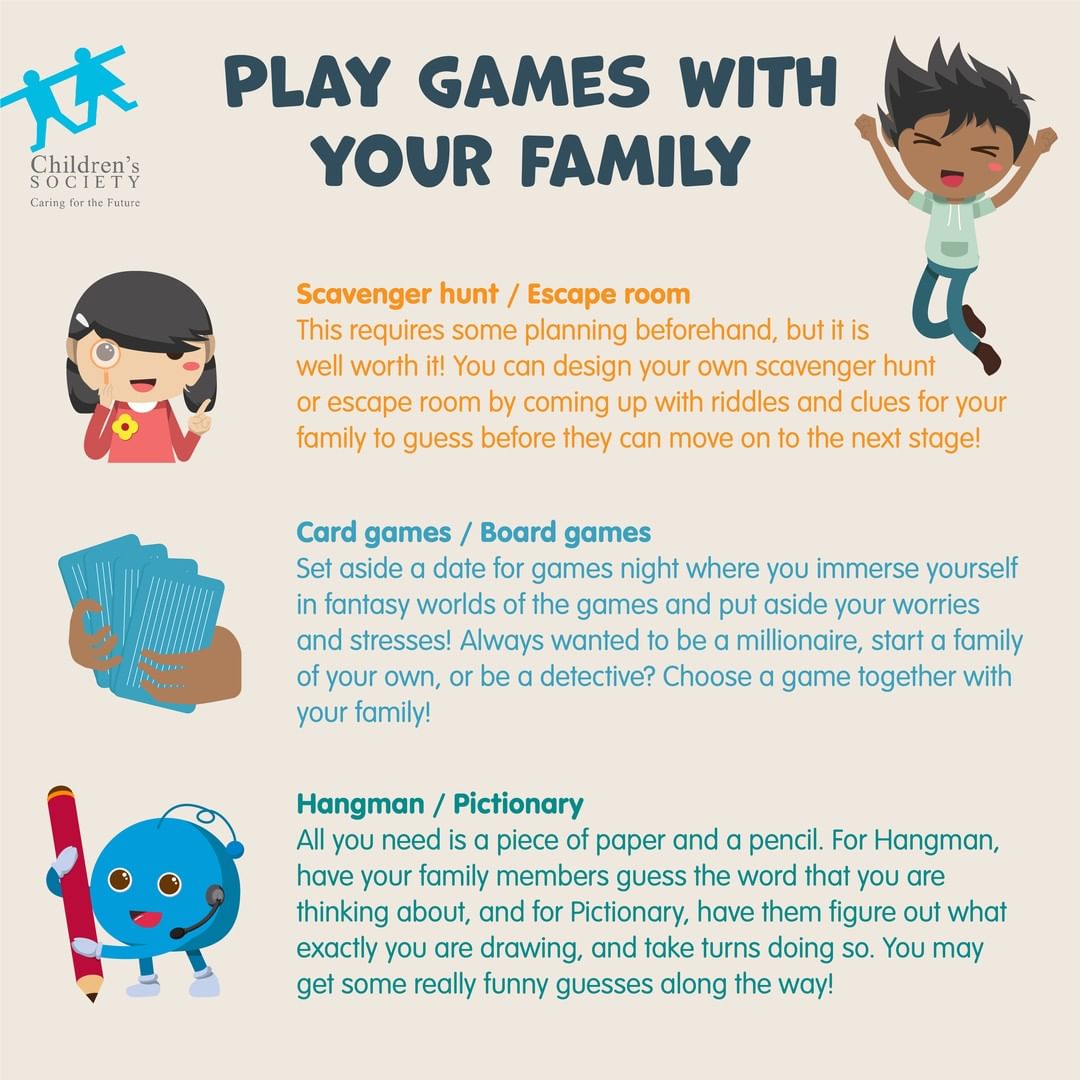 PLAY GAMES WITH
YOUR FAMILY
Children's
SOCIETY
Caring for the Future
Scavenger hunt / Escape room
This requires some planning beforehand, but it is
well worth it! You can design your own scavenger hunt
or escape room by coming up with riddles and clues for your
family to guess before they can move on to the next stage!
Card games / Board games
Set aside a date for games night where you immerse yourself
in fantasy worlds of the games and put aside your worries
and stresses! Always wanted to be a millionaire, start a family
of your own, or be a detective? Choose a game together with
your family!
Hangman / Pictionary
All you need is a piece of paper and a pencil. For Hangman,
have your family members guess the word that you are
thinking about, and for Pictionary, have them figure out what
exactly you are drawing, and take turns doing so. You may
get some really funny guesses along the way!